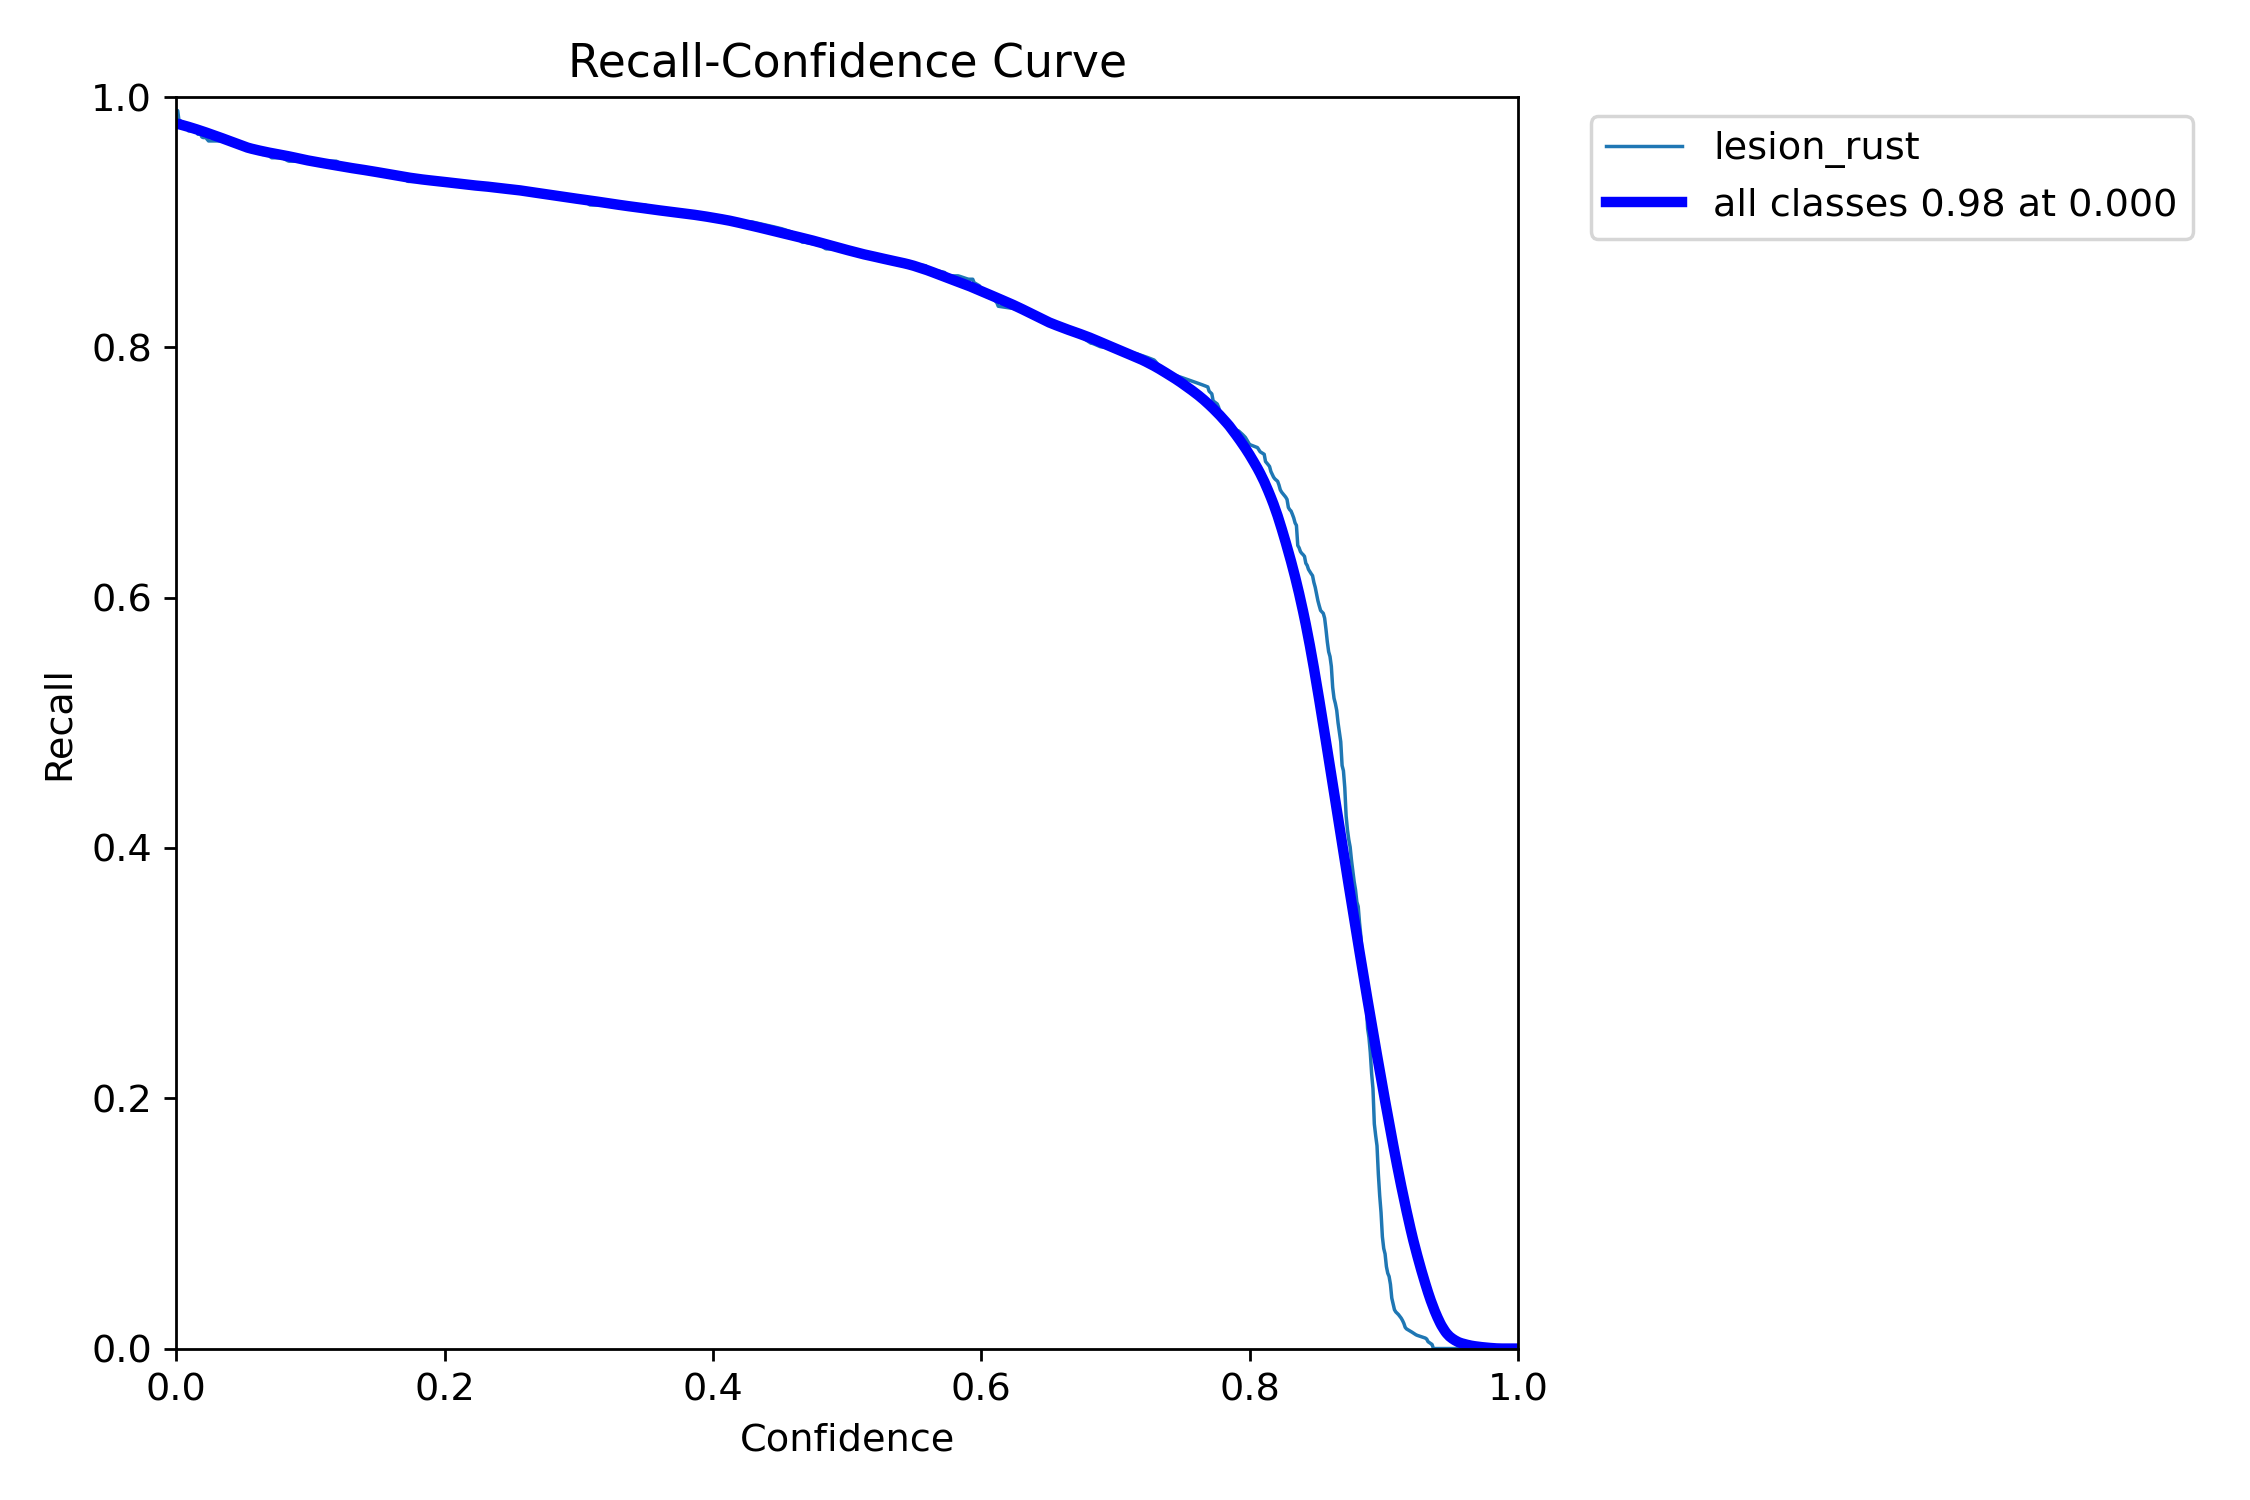 Recall-Confidence Curve
1.0
0.8
0.6
0.4
0.2
0.0
Recall
0.0 0.2 0.4 0.6 0.8 1.0
Confidence
lesion_rust
all classes 0.98 at 0.000